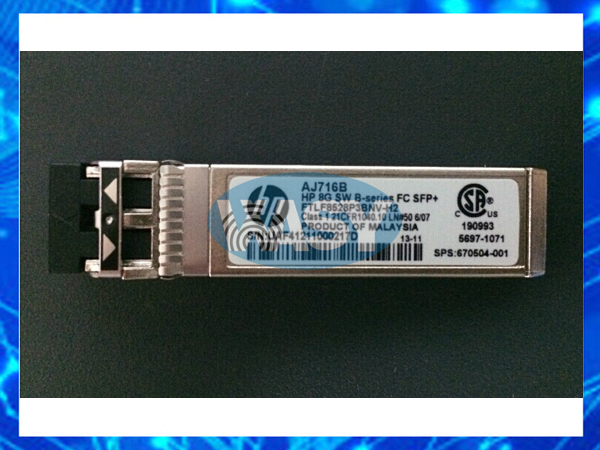 AJ716B
HP 8G SW B-series FC SFP+
FTLF8528P3BNV-H2
Class 1 21CFR1040.10 LN#50 6/07
PRODUCT OF MALAYSIA
13-11
C US
190993
5697-1071
SPS:670504-001